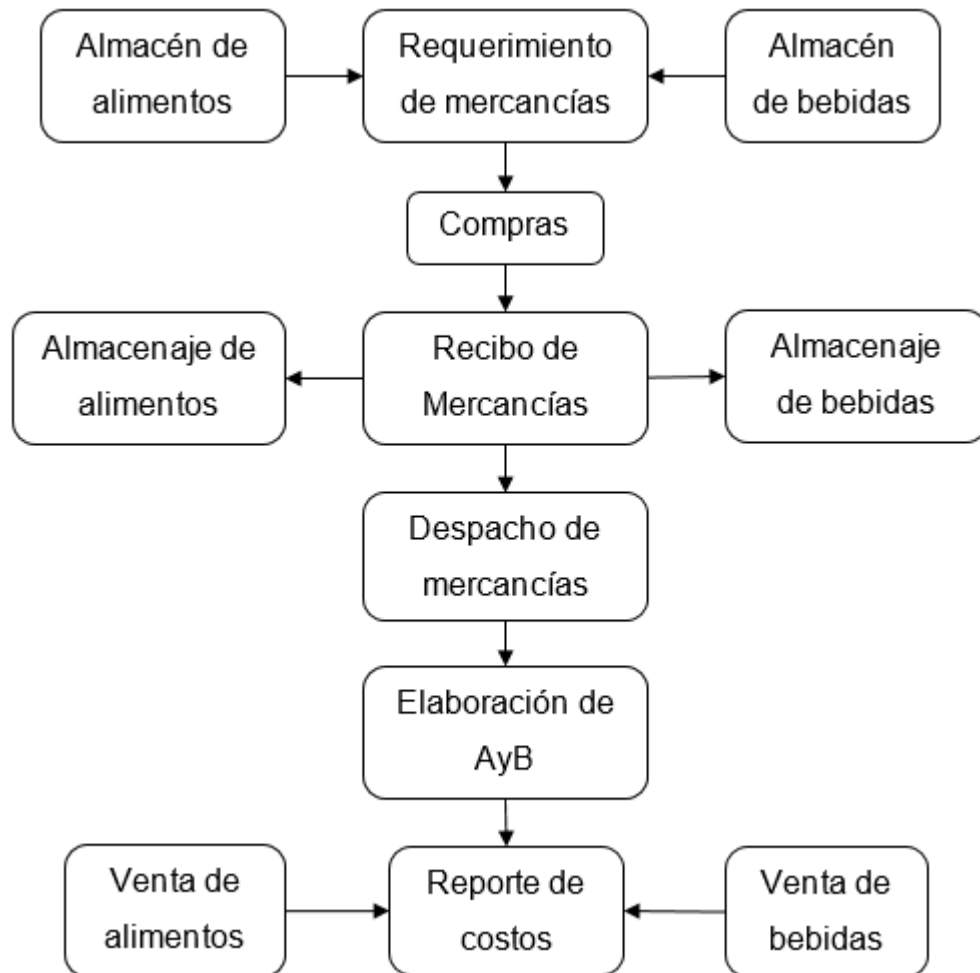 Almacén de
alimentos
Requerimiento
de mercancías
Almacén
de bebidas
Compras
Almacenaje de
alimentos
Recibo de
Mercancías
Almacenaje
de bebidas
Despacho de
mercancías
Elaboración de
AyB
Venta de
alimentos
Reporte de
costos
Venta de
bebidas